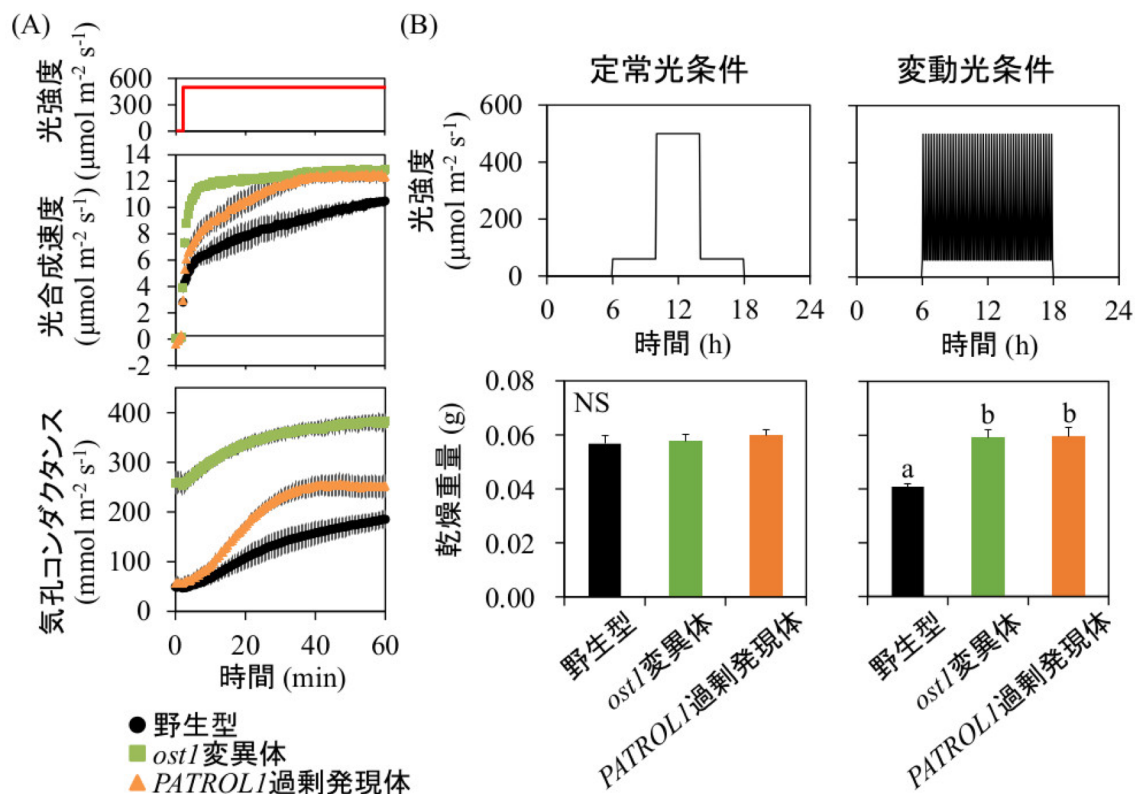 (A)
光強度
(μmol m⁻² s⁻¹)
600
300
0
光合成速度
(μmol m⁻² s⁻¹)
14
12
10
8
6
4
2
0
-2
気孔コンダクタンス
(mmol m⁻² s⁻¹)
400
300
200
100
0
0 20 40 60
時間 (min)
野生型
ost1変異体
PATROL1過剰発現体
(B)
定常光条件
変動光条件
光強度
(μmol m⁻² s⁻¹)
600
400
200
0
0 6 12 18 24
時間 (h)
0 6 12 18 24
時間 (h)
乾燥重量 (g)
0.08
0.06
0.04
0.02
0.00
NS
野生型
ost1変異体
PATROL1過剰発現体
a
b
b
野生型
ost1変異体
PATROL1過剰発現体